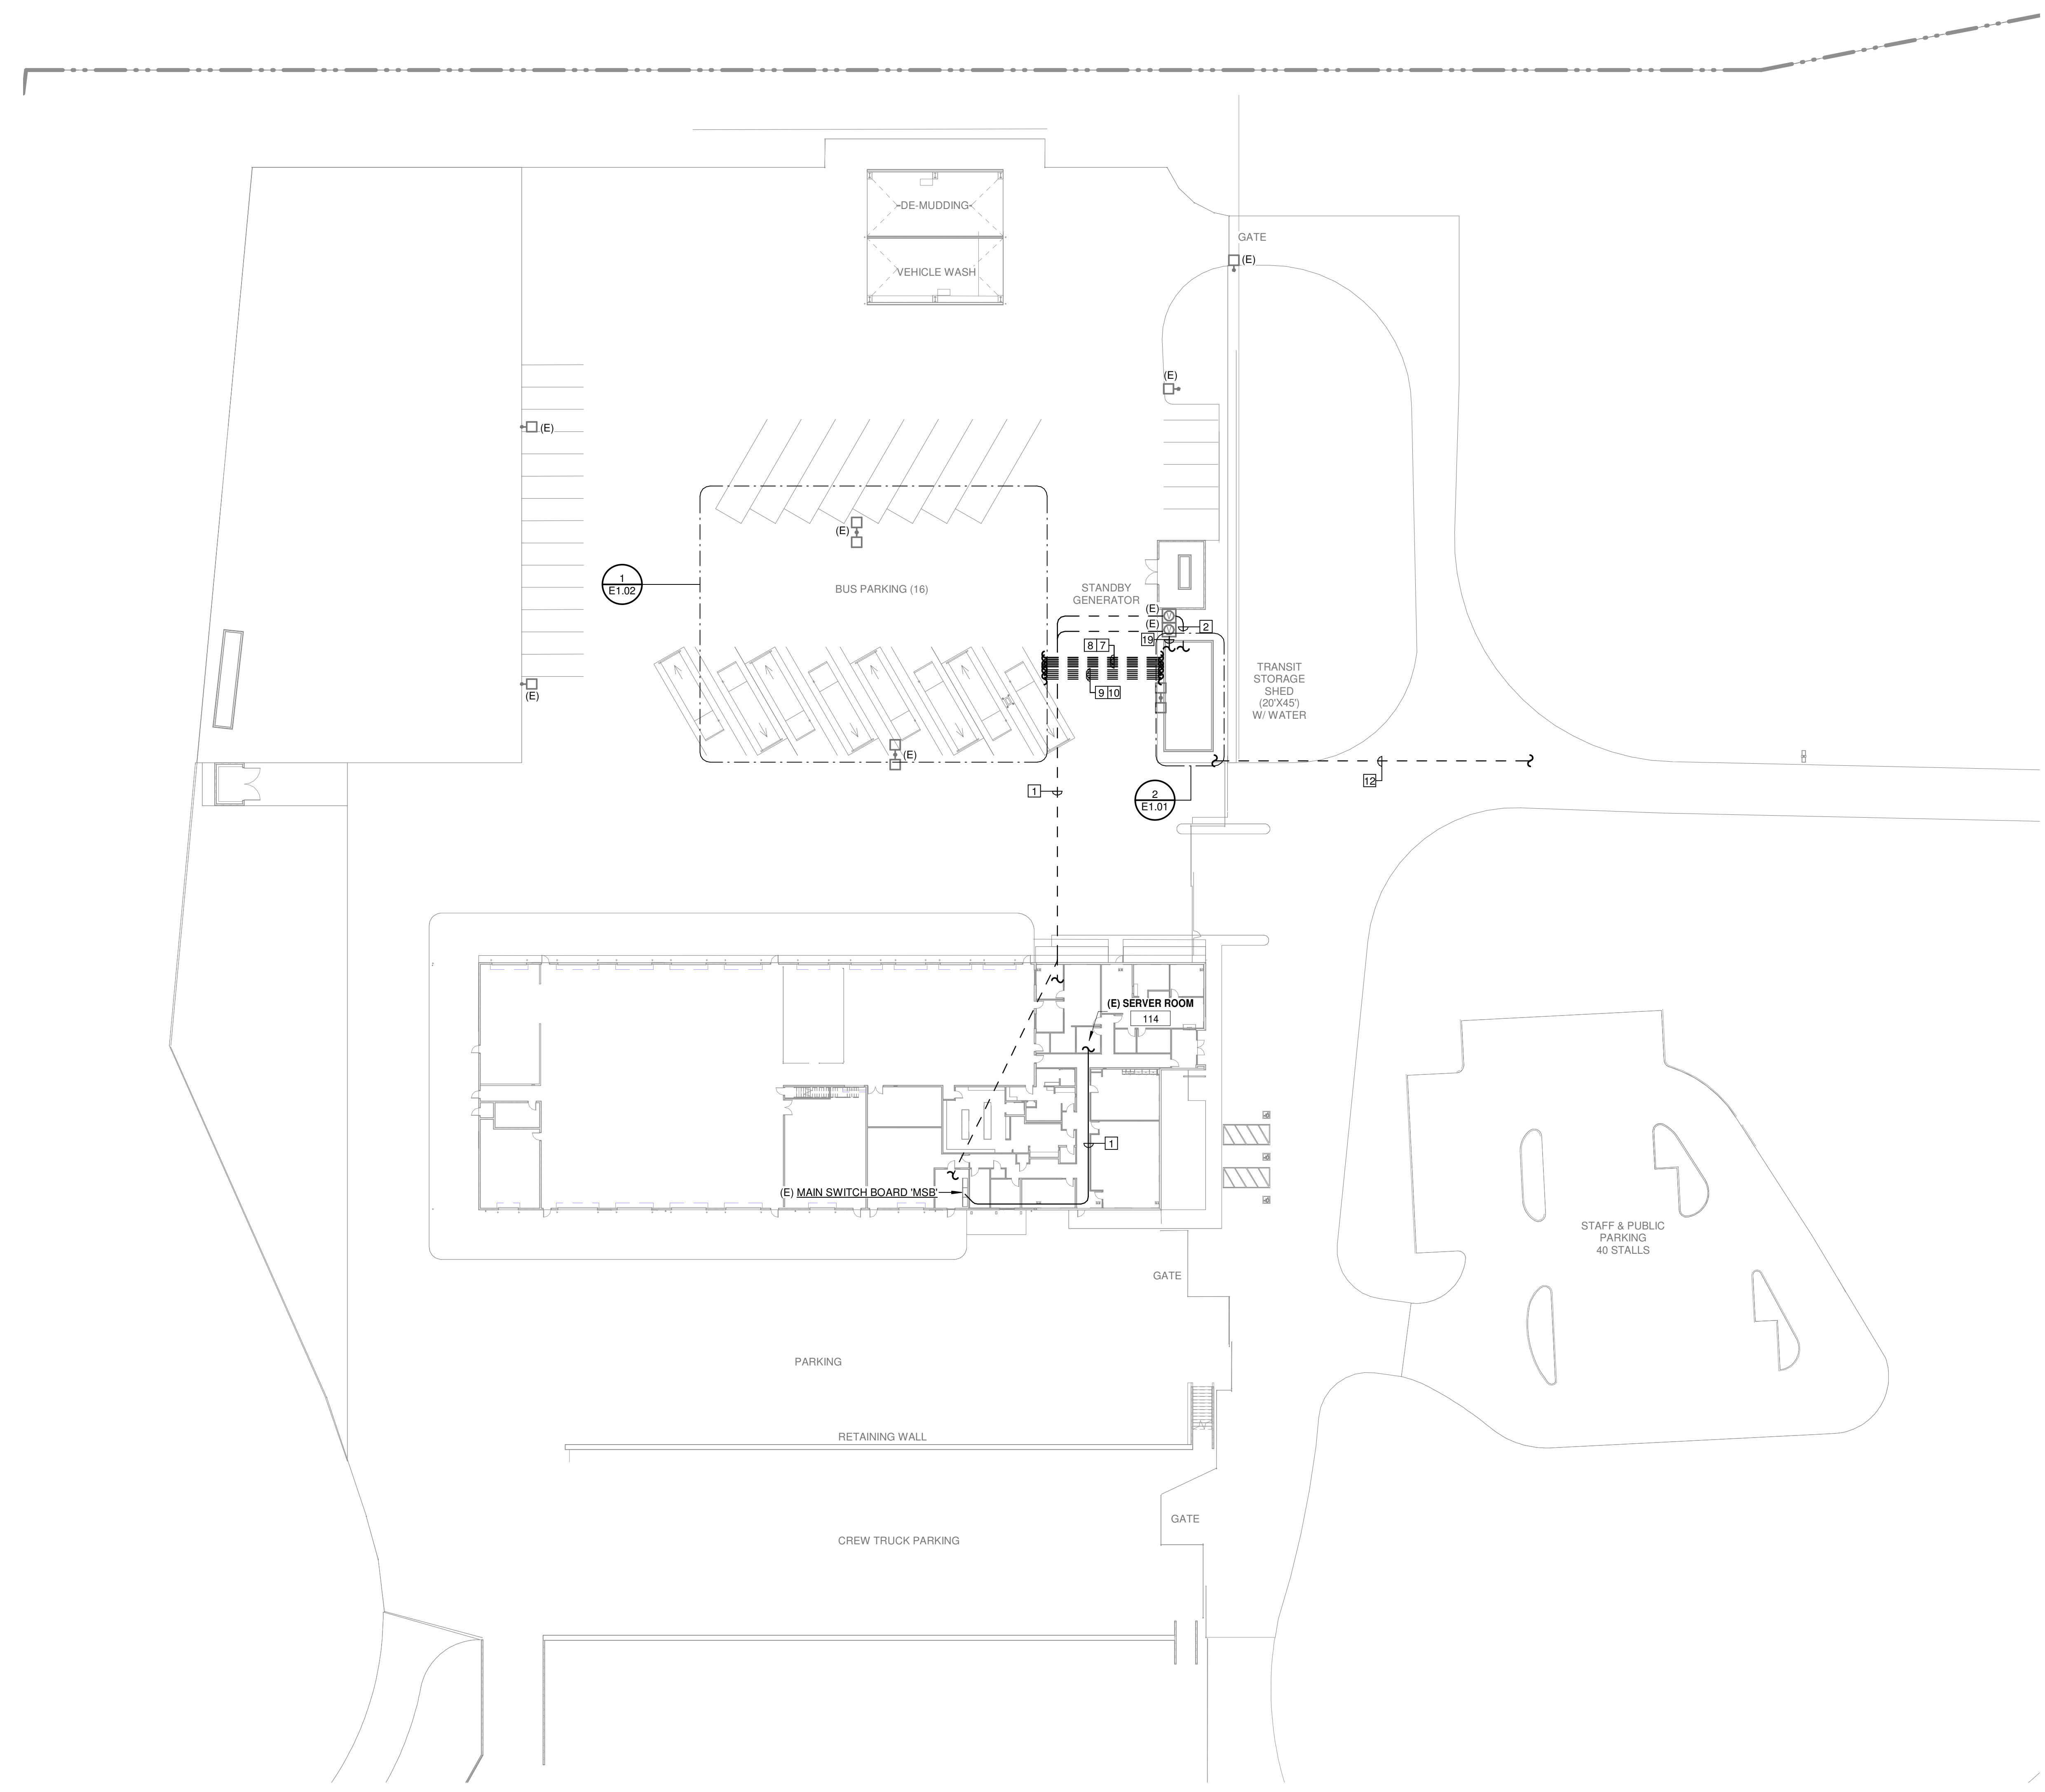 DE-MUDDING
GATE
(E)
VEHICLE WASH
(E)
(E)
(E)
1
E1.02
BUS PARKING (16)
STANDBY
GENERATOR
(E)
(E)
2
19
8 7
9 10
(E)
TRANSIT
STORAGE
SHED
(20'X45')
W/ WATER
(E)
12
1
2
E1.01
(E) SERVER ROOM
114
1
(E) MAIN SWITCH BOARD 'MSB'
STAFF & PUBLIC
PARKING
40 STALLS
GATE
PARKING
RETAINING WALL
GATE
CREW TRUCK PARKING